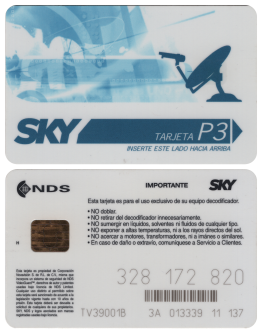 SKY
TARJETA P3
INSERTE ESTE LADO HACIA ARRIBA
NDS
IMPORTANTE
SKY
Esta tarjeta es para el uso exclusivo de su equipo decodificador.
• NO doblar.
• NO retirar del decodificador innecesariamente.
• NO sumergir en líquidos, solventes ni fluidos de cualquier tipo.
• NO exponer a altas temperaturas, ni a los rayos directos del sol.
• NO acercar a motores, transformadores, ni a imanes o similares.
• En caso de daño o extravío, comuníquese a Servicio a Clientes.
328 172 820
TV39001B 3A 013339 11 137